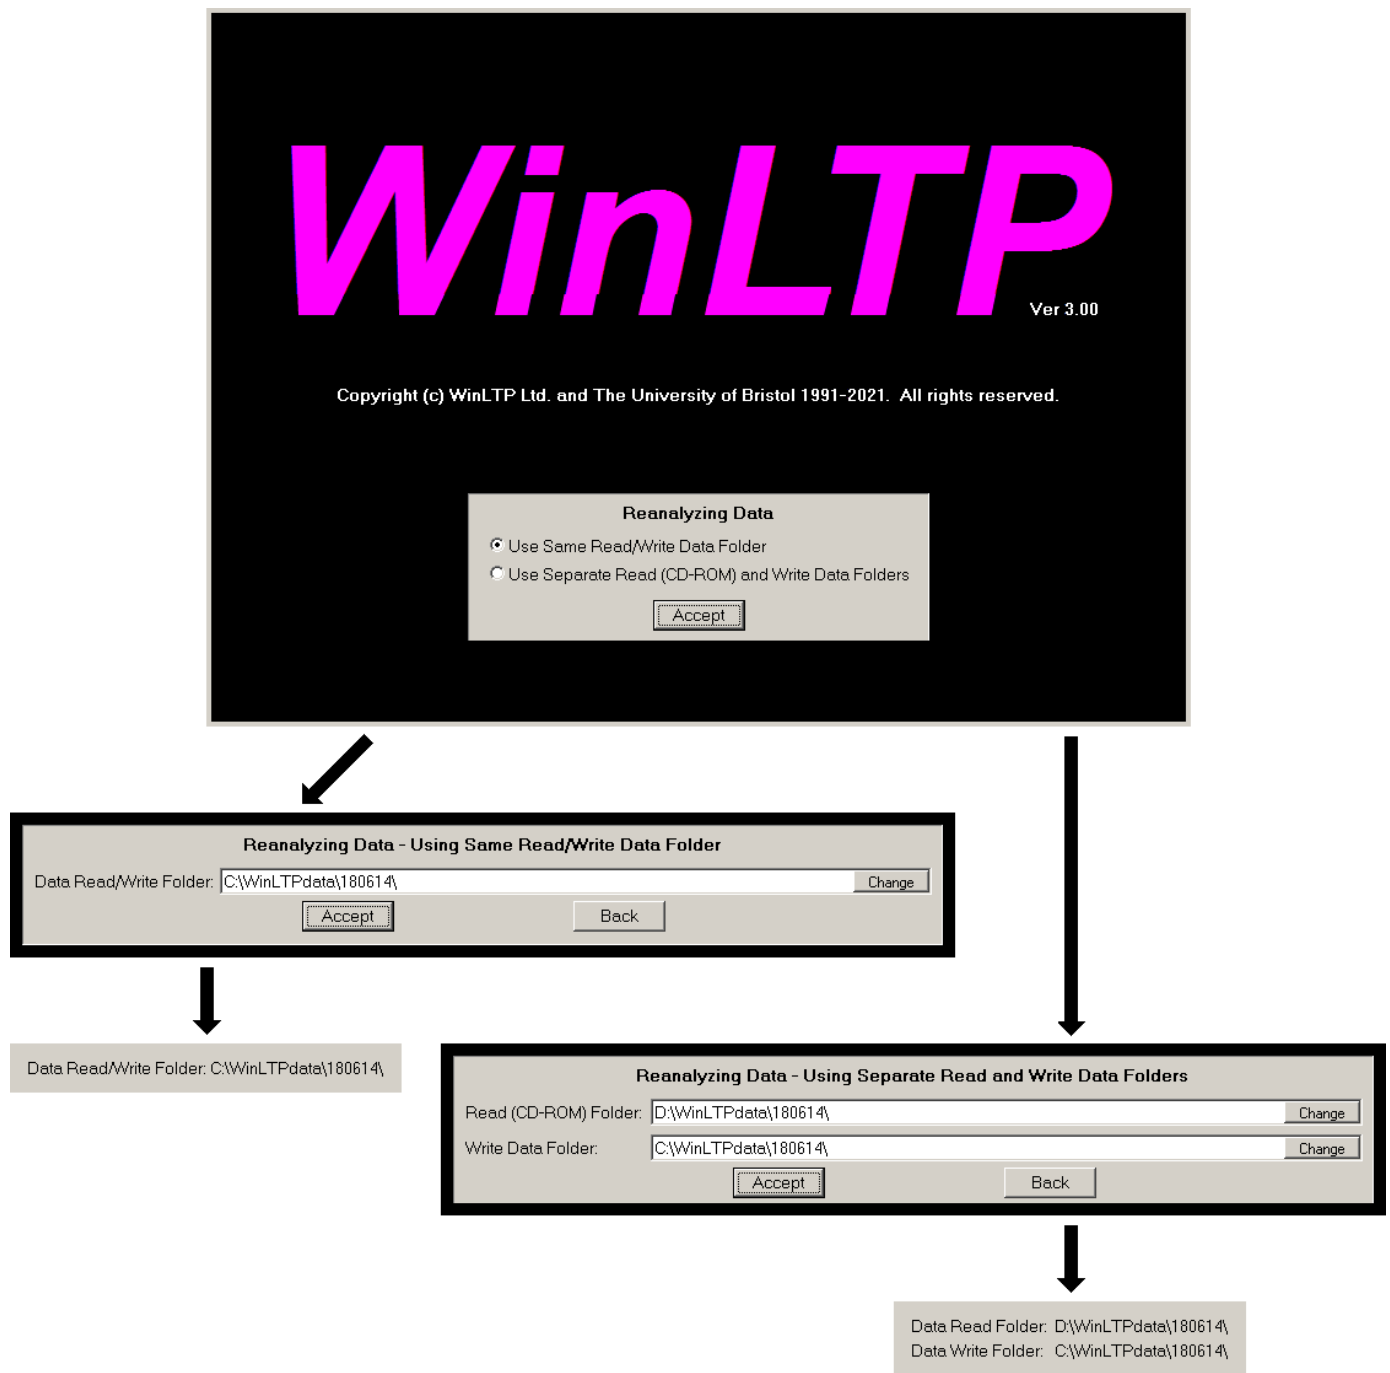 WinLTP
Ver 3.00
Copyright (c) WinLTP Ltd. and The University of Bristol 1991-2021. All rights reserved.
Reanalyzing Data
Use Same Read/Write Data Folder
Use Separate Read (CD-ROM) and Write Data Folders
Accept
Reanalyzing Data - Using Same Read/Write Data Folder
Data Read/Write Folder: C:\WinLTPdata\180614\ Change
Accept Back
Data Read/Write Folder: C:\WinLTPdata\180614\
Reanalyzing Data - Using Separate Read and Write Data Folders
Read (CD-ROM) Folder: D:\WinLTPdata\180614\ Change
Write Data Folder: C:\WinLTPdata\180614\ Change
Accept Back
Data Read Folder: D:\WinLTPdata\180614\
Data Write Folder: C:\WinLTPdata\180614\